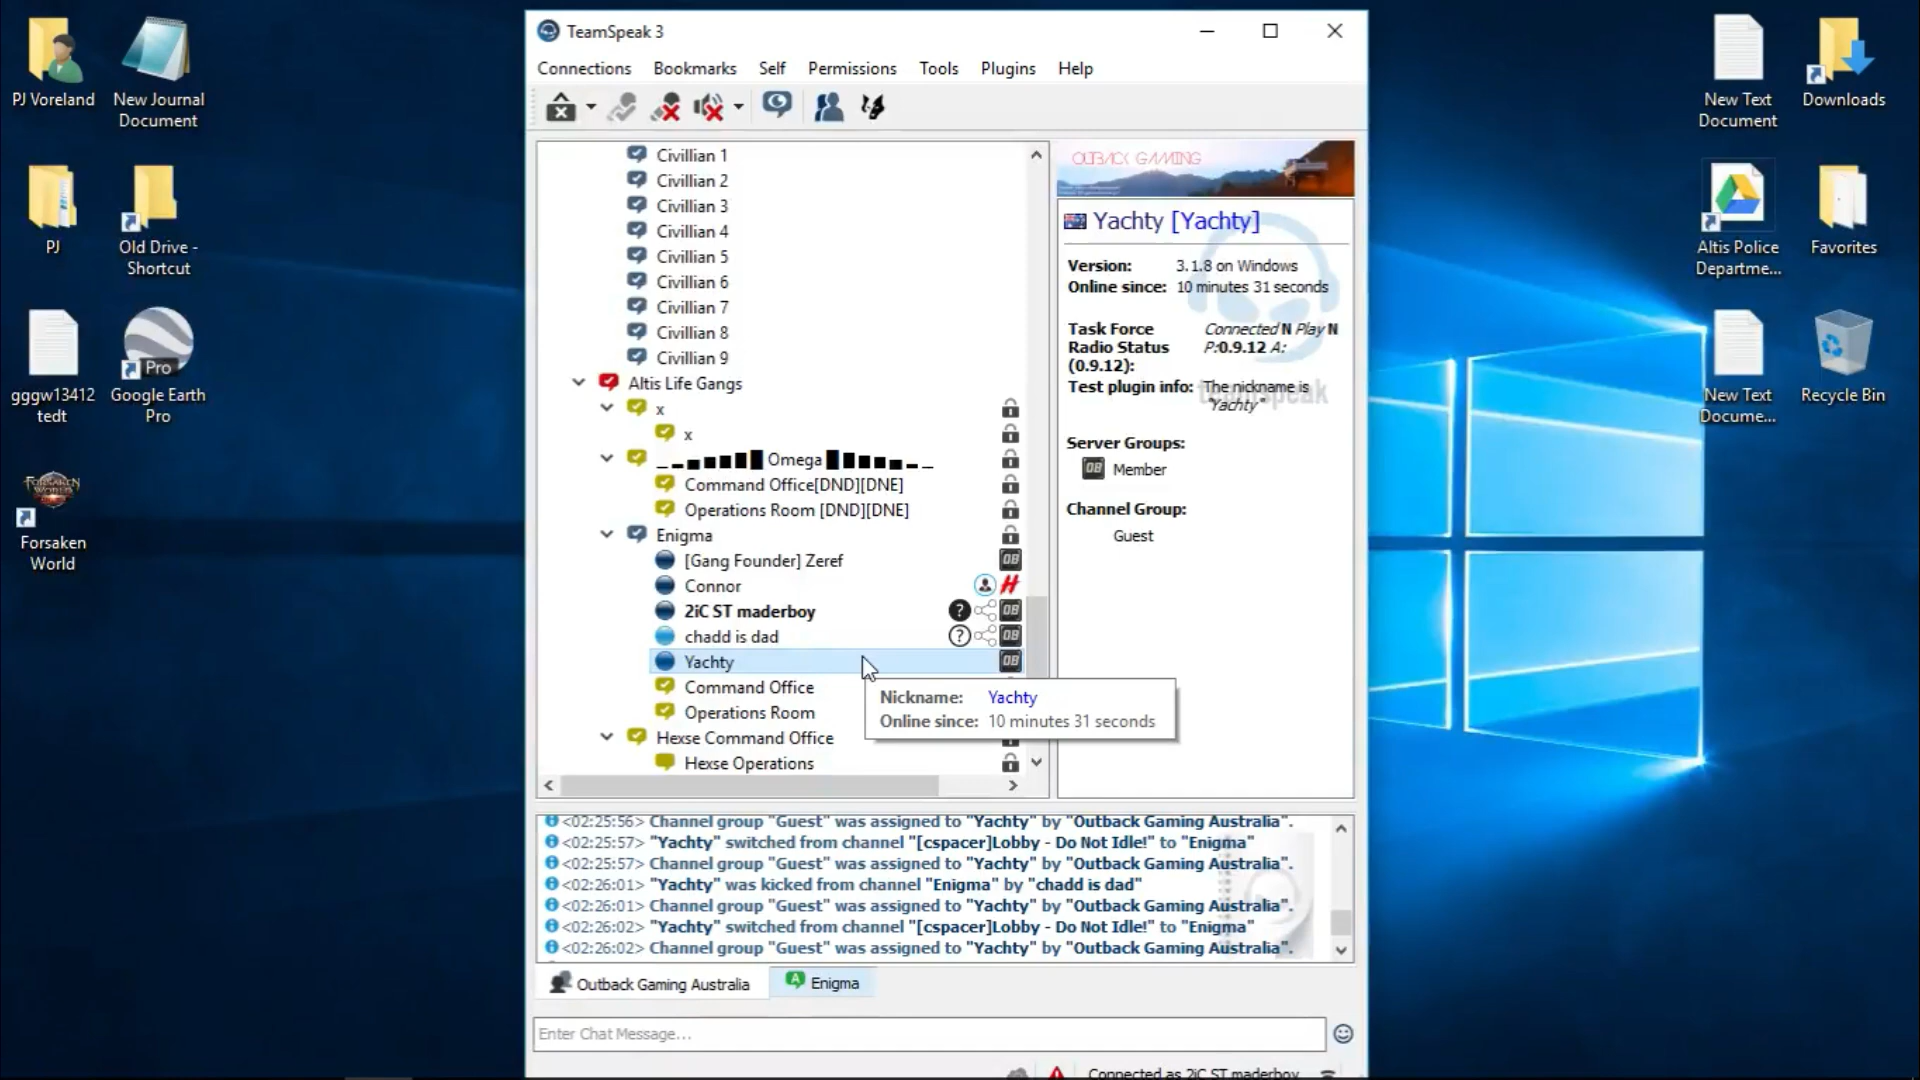 TeamSpeak 3
Connections Bookmarks Self Permissions Tools Plugins Help
PJ Voreland
New Journal
Document
PJ
Old Drive -
Shortcut
gggw13412
tedt
Pro
Google Earth
Pro
FORSAKEN
WORLD
Forsaken
World
Civillian 1
Civillian 2
Civillian 3
Civillian 4
Civillian 5
Civillian 6
Civillian 7
Civillian 8
Civillian 9
Altis Life Gangs
x
x
Omega
Command Office[DND][DNE]
Operations Room [DND][DNE]
Enigma
[Gang Founder] Zeref
Connor
2iC ST maderboy
chadd is dad
Yachty
Command Office
Operations Room
Hexse Command Office
Hexse Operations
Nickname: Yachty
Online since: 10 minutes 31 seconds
OUTBACK GAMING
Yachty [Yachty]
Version: 3.1.8 on Windows
Online since: 10 minutes 31 seconds
Task Force Connected N Play N
Radio Status P:0.9.12 A:
(0.9.12):
Test plugin info: The nickname is
"Yachty"
teamspeak
Server Groups:
OB Member
Channel Group:
Guest
<02:25:56> Channel group "Guest" was assigned to "Yachty" by "Outback Gaming Australia".
<02:25:57> "Yachty" switched from channel "[cspacer]Lobby - Do Not Idle!" to "Enigma"
<02:25:57> Channel group "Guest" was assigned to "Yachty" by "Outback Gaming Australia".
<02:26:01> "Yachty" was kicked from channel "Enigma" by "chadd is dad"
<02:26:01> Channel group "Guest" was assigned to "Yachty" by "Outback Gaming Australia".
<02:26:02> "Yachty" switched from channel "[cspacer]Lobby - Do Not Idle!" to "Enigma"
<02:26:02> Channel group "Guest" was assigned to "Yachty" by "Outback Gaming Australia".
Outback Gaming Australia
Enigma
Enter Chat Message...
Connected as 2iC ST maderboy
New Text
Document
Downloads
Altis Police
Departme...
Favorites
New Text
Docume...
Recycle Bin